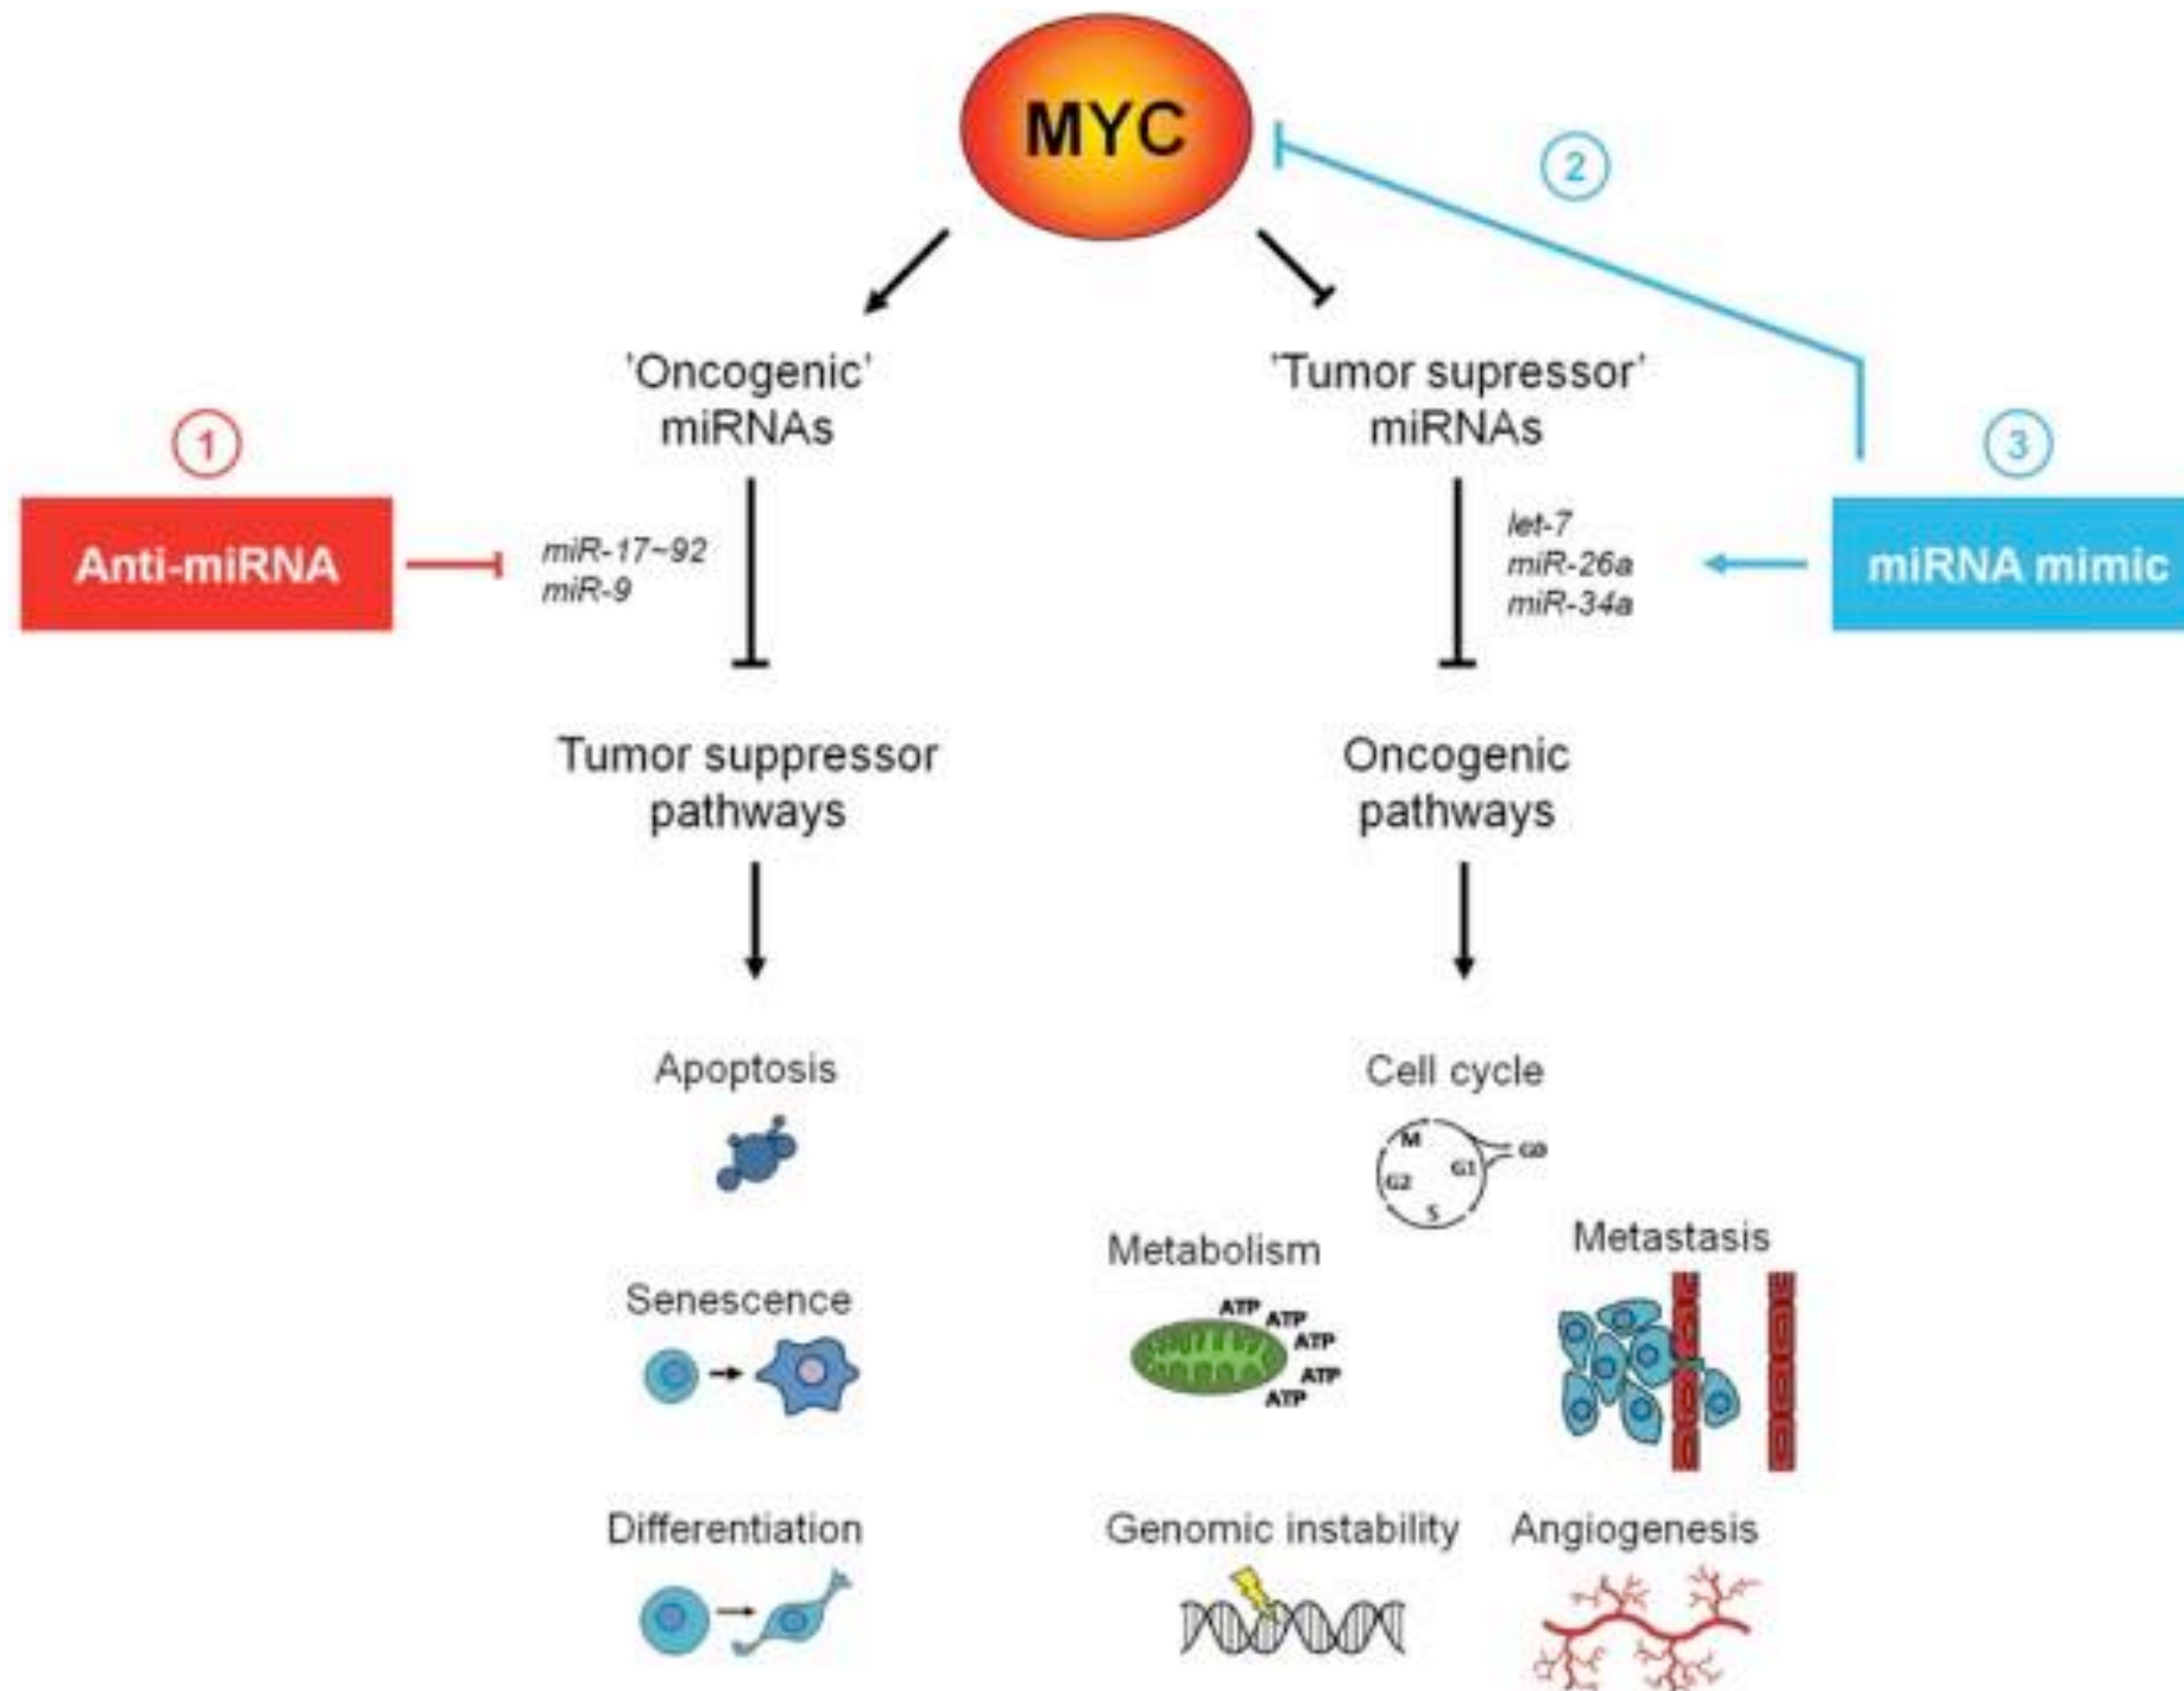 MYC
2
'Oncogenic'
miRNAs
'Tumor supressor'
miRNAs
1
3
Anti-miRNA
miR-17~92
miR-9
let-7
miR-26a
miR-34a
miRNA mimic
Tumor suppressor
pathways
Oncogenic
pathways
Apoptosis
Cell cycle
M
G0
G1
G2
S
Metabolism
Metastasis
Senescence
ATP
ATP
ATP
ATP
ATP
Differentiation
Genomic instability
Angiogenesis